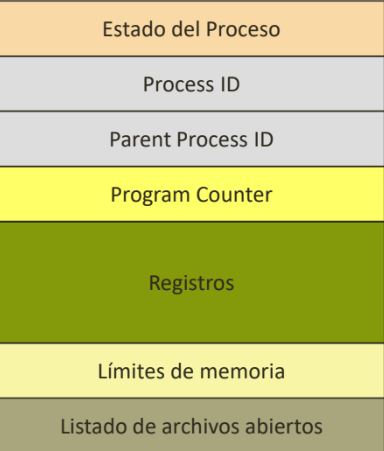 Estado del Proceso
Process ID
Parent Process ID
Program Counter
Registros
Límites de memoria
Listado de archivos abiertos